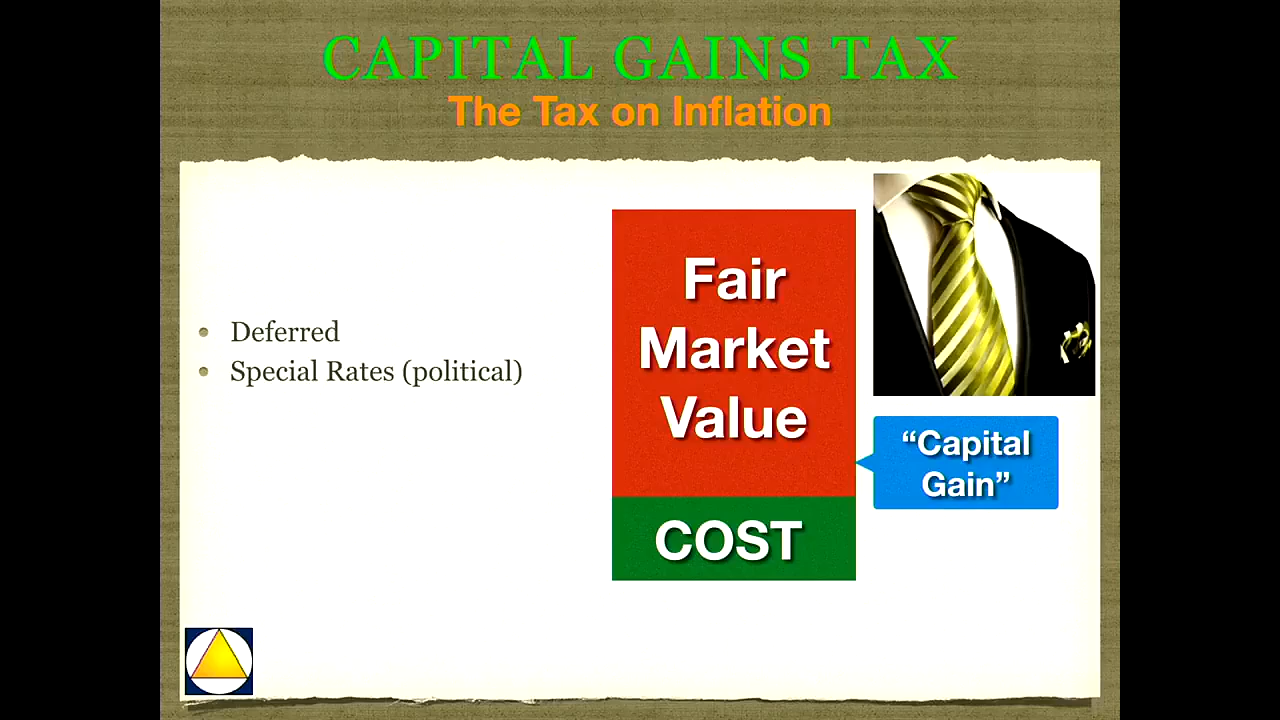 CAPITAL GAINS TAX
The Tax on Inflation
• Deferred
• Special Rates (political)
Fair
Market
Value
COST
“Capital
Gain”